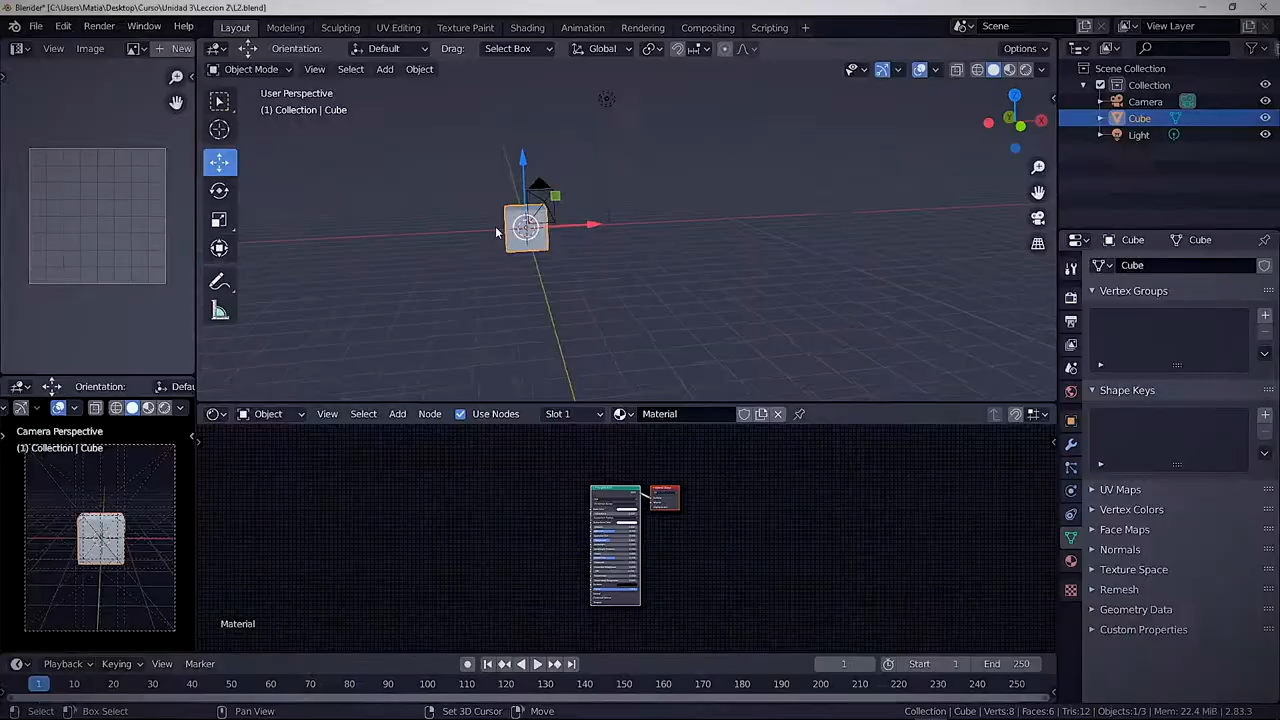 Blender* [C:\Users\Matia\Desktop\Curso\Unidad 3\Leccion 2\L2.blend]
File Edit Render Window Help
Layout Modeling Sculpting UV Editing Texture Paint Shading Animation Rendering Compositing Scripting +
Scene
View Layer
View Image
New
Orientation: Default Drag: Select Box Global
Options
Object Mode View Select Add Object
User Perspective
(1) Collection | Cube
Scene Collection
Collection
Camera
Cube
Light
Cube
Cube
Cube
Vertex Groups
Shape Keys
UV Maps
Vertex Colors
Face Maps
Normals
Texture Space
Remesh
Geometry Data
Custom Properties
Orientation: Defau
Camera Perspective
(1) Collection | Cube
Object View Select Add Node Use Nodes Slot 1 Material
Material
Playback Keying View Marker
1 Start 1 End 250
1 10 20 30 40 50 60 70 80 90 100 110 120 130 140 150 160 170 180 190 200 210 220 230 240 250
Select Box Select Pan View Set 3D Cursor Move
Collection | Cube | Verts:8 | Faces:6 | Tris:12 | Objects:1/3 | Mem: 22.4 MiB | 2.83.3